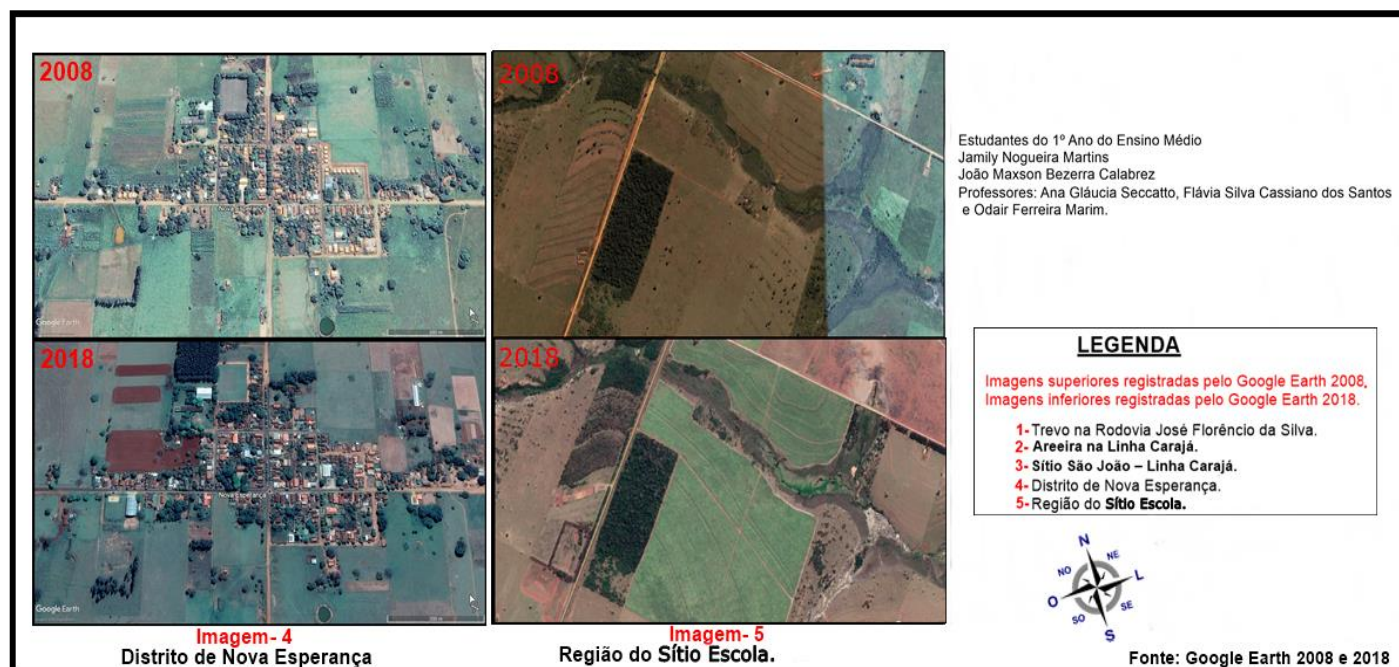 2008
2008
Nova
Google Earth
2018
2018
Nova Esperança
Google Earth
Imagem- 4
Distrito de Nova Esperança
Imagem- 5
Região do Sítio Escola.
Estudantes do 1º Ano do Ensino Médio
Jamily Nogueira Martins
João Maxson Bezerra Calabrez
Professores: Ana Gláucia Seccatto, Flávia Silva Cassiano dos Santos
e Odair Ferreira Marim.
LEGENDA
Imagens superiores registradas pelo Google Earth 2008,
Imagens inferiores registradas pelo Google Earth 2018.
1- Trevo na Rodovia José Florêncio da Silva.
2- Areeira na Linha Carajá.
3- Sítio São João – Linha Carajá.
4- Distrito de Nova Esperança.
5- Região do Sítio Escola.
N
NE
NO
L
O
SE
SO
S
Fonte: Google Earth 2008 e 2018